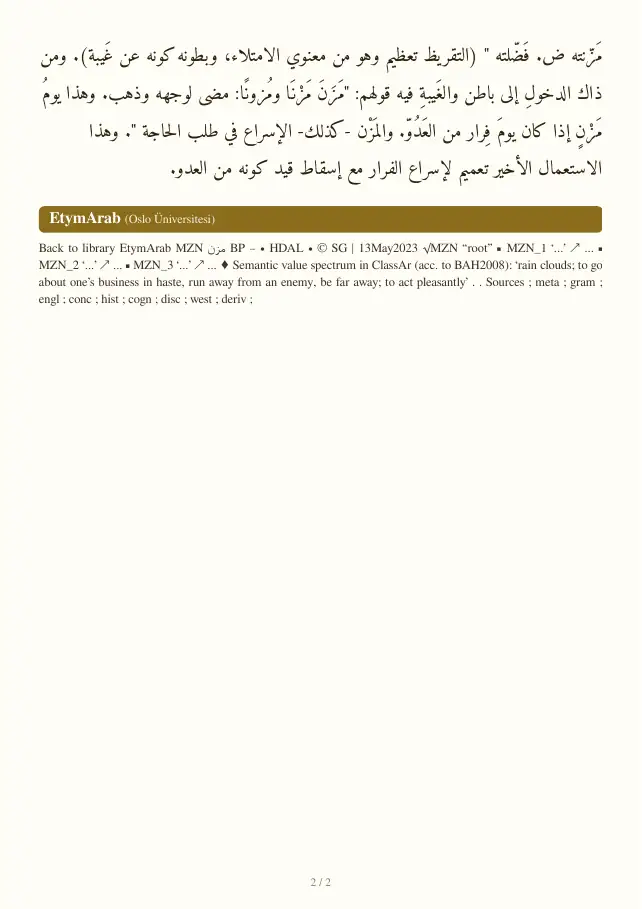 مَزّنته ض. فَضّلته " (التقريظ تعظيم وهو من معنوي الامتلاء، وبطونه كونه عن غَيبة). ومن
ذاك الدخولِ إلى باطن والغَيبةِ فيه قولهم: "مَزَنَ مَزْنَا ومُزونًا: مضى لوجهه وذهب. وهذا يومُ
مَزْنٍ إذا كان يومَ فِرار من العَدُوّ. والمَزْن -كذلك- الإسراع في طلب الحاجة ". وهذا
الاستعمال الأخير تعميم لإسراع الفرار مع إسقاط قيد كونه من العدو.
EtymArab (Oslo Üniversitesi)
Back to library EtymArab MZN مزن BP – • HDAL • © SG | 13May2023 √MZN “root” ▪ MZN_1 ‘...’ ↗ ... ▪
MZN_2 ‘...’ ↗ ... ▪ MZN_3 ‘...’ ↗ ... ♦ Semantic value spectrum in ClassAr (acc. to BAH2008): ‘rain clouds; to go
about one’s business in haste, run away from an enemy, be far away; to act pleasantly’ . . Sources ; meta ; gram ;
engl ; conc ; hist ; cogn ; disc ; west ; deriv ;
2 / 2